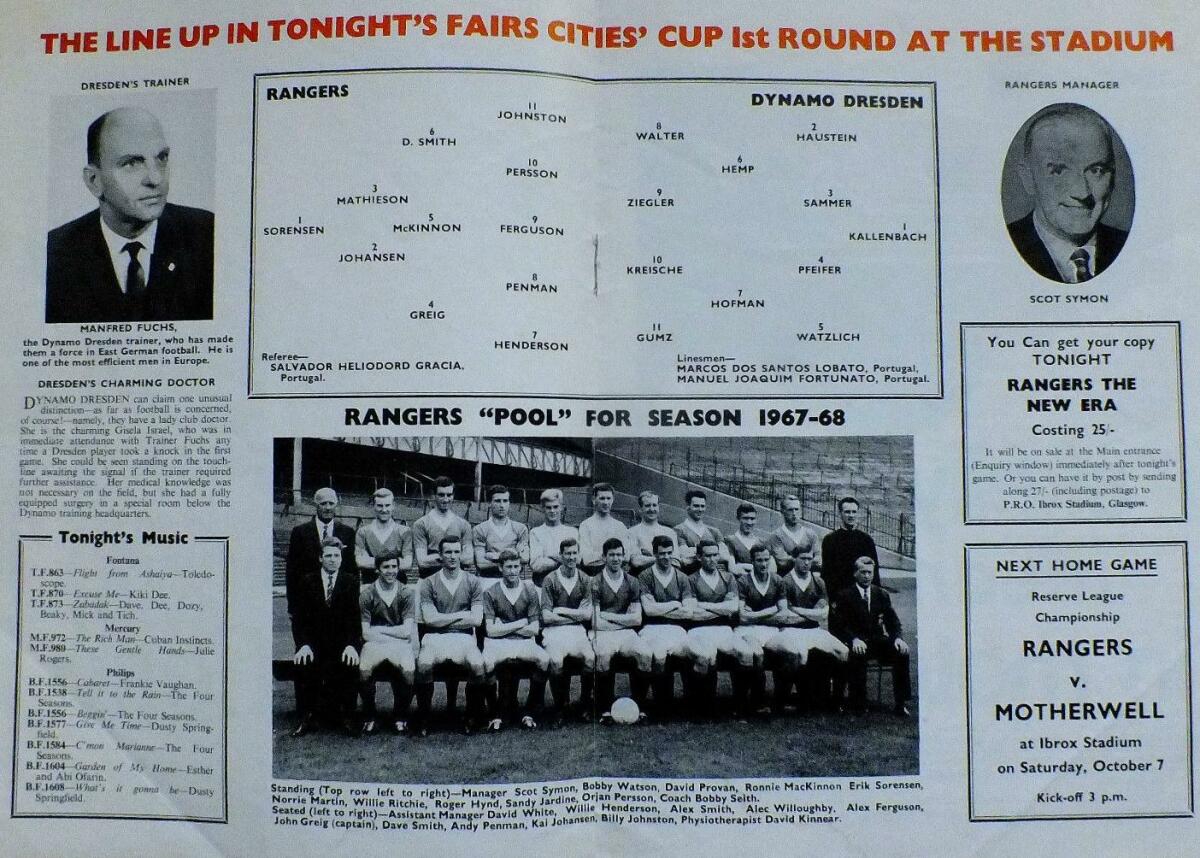 THE LINE UP IN TONIGHT'S FAIRS CITIES' CUP 1st ROUND AT THE STADIUM
DRESDEN'S TRAINER
MANFRED FUCHS,
the Dynamo Dresden trainer, who has made
them a force in East German football. He is
one of the most efficient men in Europe.
DRESDEN'S CHARMING DOCTOR
DYNAMO DRESDEN can claim one unusual
distinction—as far as football is concerned,
of course!—namely, they have a lady club doctor.
She is the charming Gisela Israel, who was in
immediate attendance with Trainer Fuchs any
time a Dresden player took a knock in the first
game. She could be seen standing on the touch-
line awaiting the signal if the trainer required
further assistance. Her medical knowledge was
not necessary on the field, but she had a fully
equipped surgery in a special room below the
Dynamo training headquarters.
Tonight's Music
Fontana
T.F.863—Flight from Ashaiya—Toledo-
scope.
T.F.870—Excuse Me—Kiki Dee.
T.F.873—Zabadak—Dave. Dee, Dozy,
Beaky, Mick and Tich.
Mercury
M.F.972—The Rich Man—Cuban Instincts.
M.F.980—These Gentle Hands—Julie
Rogers.
Philips
B.F.1556—Cabaret—Frankie Vaughan.
B.F.1538—Tell it to the Rain—The Four
Seasons.
B.F.1556—Beggin'—The Four Seasons.
B.F.1577—Give Me Time—Dusty Spring-
field.
B.F.1584—C'mon Marianne—The Four
Seasons.
B.F.1604—Garden of My Home—Esther
and Abi Ofarin.
B.F.1608—What's it gonna be—Dusty
Springfield.
RANGERS
11
JOHNSTON
6
D. SMITH
10
PERSSON
3
MATHIESON
1
SORENSEN
5
McKINNON
9
FERGUSON
2
JOHANSEN
8
PENMAN
4
GREIG
7
HENDERSON
Referee—
SALVADOR HELIODORD GRACIA,
Portugal.
DYNAMO DRESDEN
8
WALTER
2
HAUSTEIN
6
HEMP
9
ZIEGLER
3
SAMMER
1
KALLENBACH
10
KREISCHE
4
PFEIFER
7
HOFMAN
11
GUMZ
5
WATZLICH
Linesmen—
MARCOS DOS SANTOS LOBATO, Portugal,
MANUEL JOAQUIM FORTUNATO, Portugal.
RANGERS "POOL" FOR SEASON 1967-68
Standing (Top row left to right)—Manager Scot Symon, Bobby Watson, David Provan, Ronnie MacKinnon Erik Sorensen,
Norrie Martin, Willie Ritchie, Roger Hynd, Sandy Jardine, Orjan Persson, Coach Bobby Seith.
Seated (left to right)—Assistant Manager David White, Willie Henderson, Alex Smith, Alec Willoughby, Alex Ferguson,
John Greig (captain), Dave Smith, Andy Penman, Kai Johansen, Billy Johnston, Physiotherapist David Kinnear.
RANGERS MANAGER
SCOT SYMON
You Can get your copy
TONIGHT
RANGERS THE
NEW ERA
Costing 25/-
It will be on sale at the Main entrance
(Enquiry window) immediately after tonight's
game. Or you can have it by post by sending
along 27/- (including postage) to
P.R.O. Ibrox Stadium, Glasgow.
NEXT HOME GAME
Reserve League
Championship
RANGERS
v.
MOTHERWELL
at Ibrox Stadium
on Saturday, October 7
Kick-off 3 p.m.